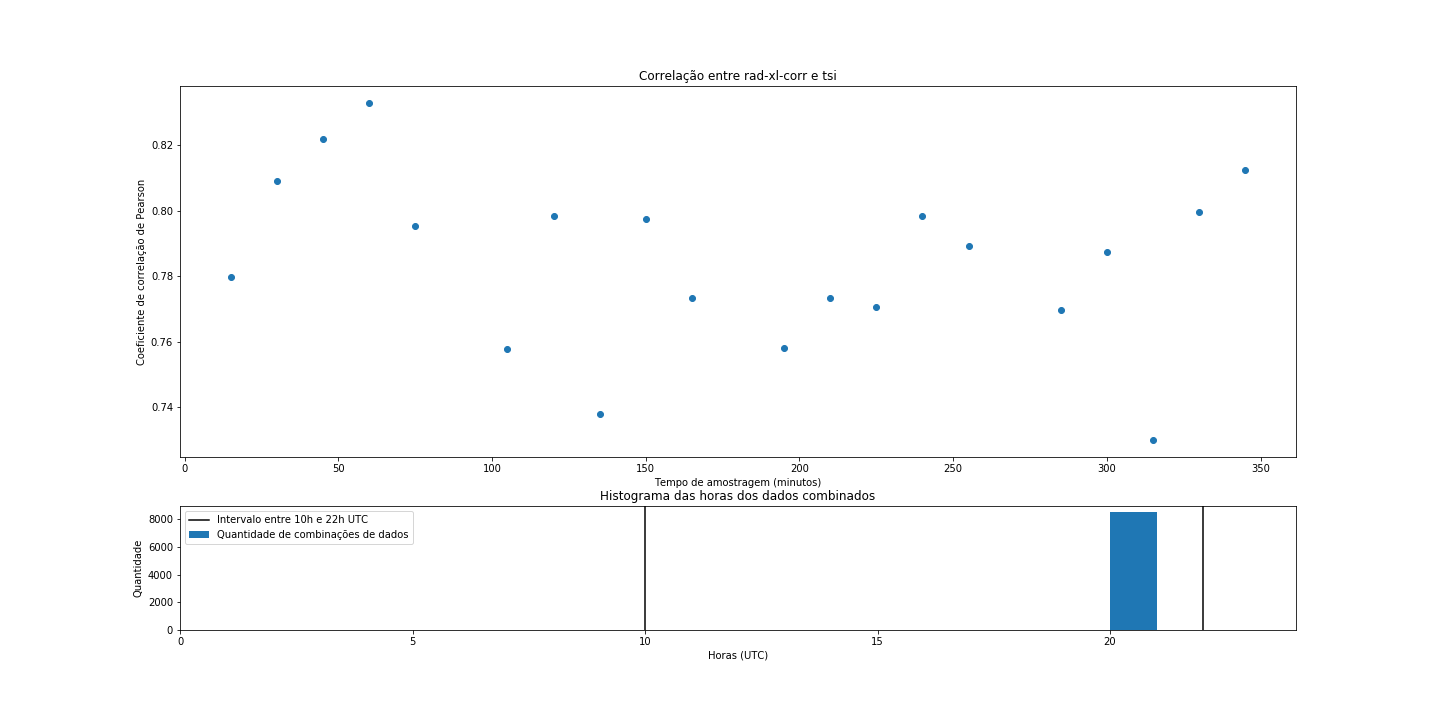 Correlação entre rad-xl-corr e tsi
Coeficiente de correlação de Pearson
0.82
0.80
0.78
0.76
0.74
0 50 100 150 200 250 300 350
Tempo de amostragem (minutos)
Histograma das horas dos dados combinados
Intervalo entre 10h e 22h UTC
Quantidade de combinações de dados
Quantidade
8000
6000
4000
2000
0
0 5 10 15 20
Horas (UTC)